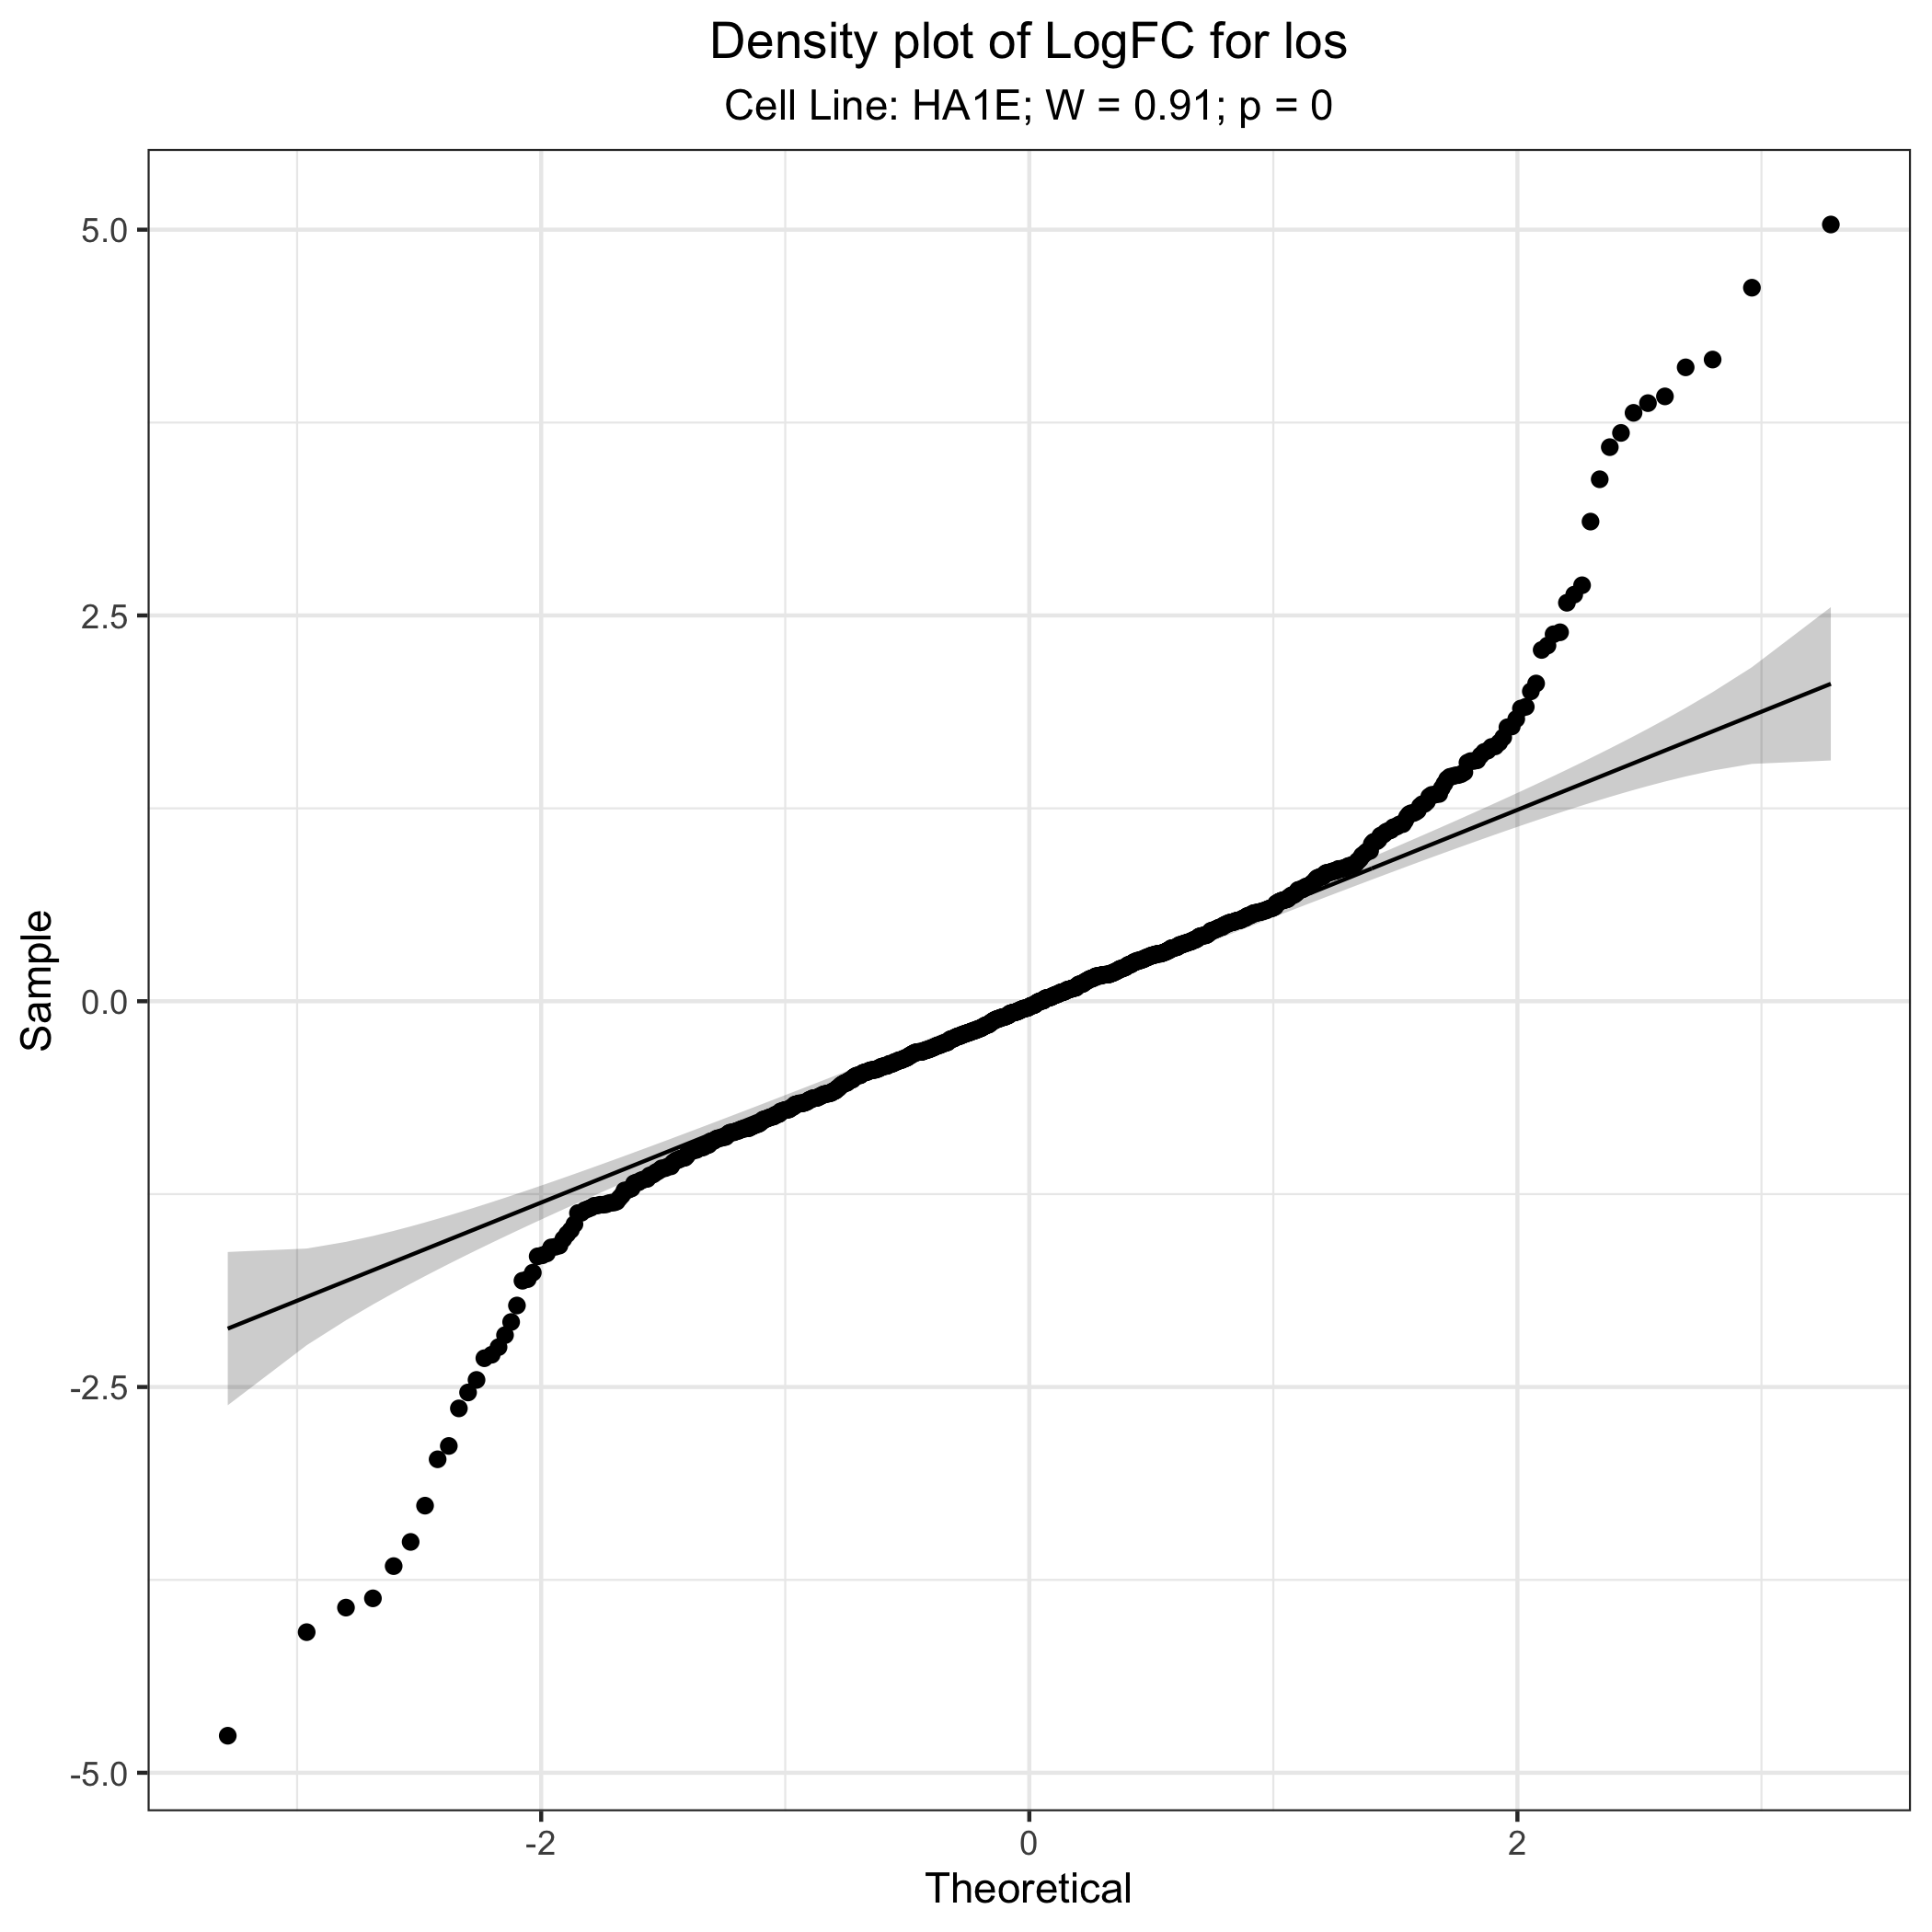 Density plot of LogFC for los
Cell Line: HA1E; W = 0.91; p = 0
5.0
2.5
0.0
-2.5
-5.0
Sample
-2
0
2
Theoretical